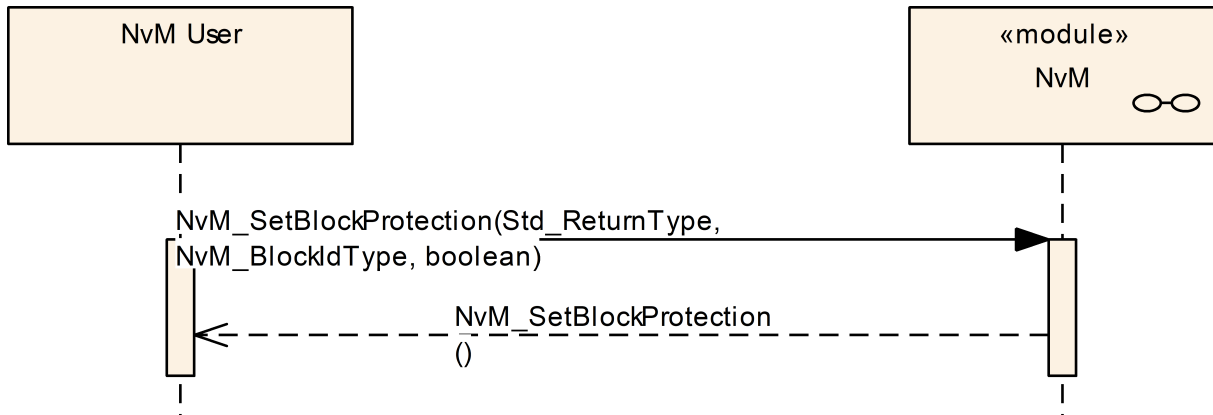 NvM User
«module»
NvM
NvM_SetBlockProtection(Std_ReturnType,
NvM_BlockIdType, boolean)
NvM_SetBlockProtection
()